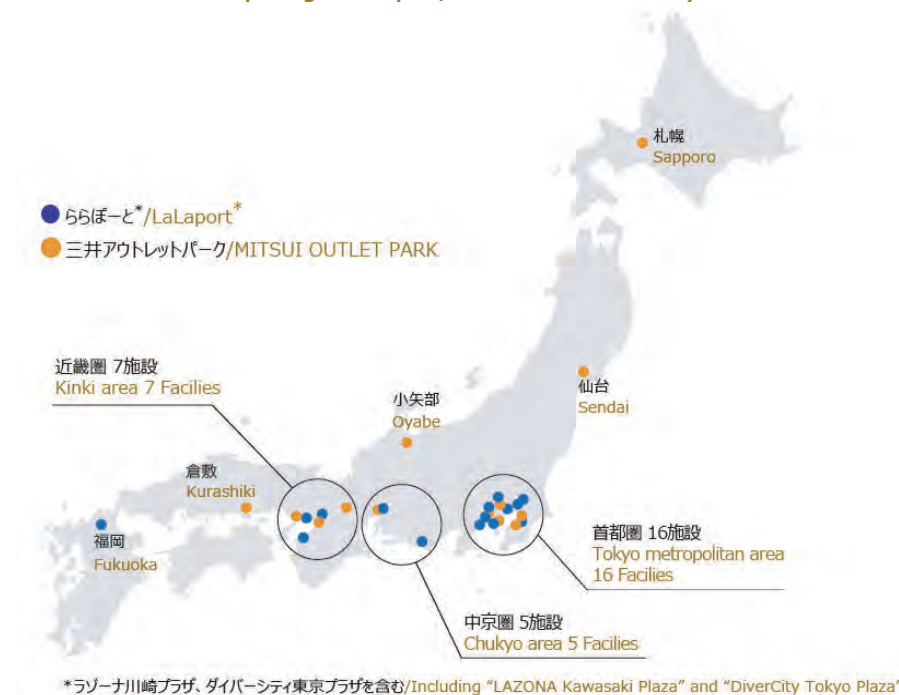 札幌
Sapporo
ららぽーと*/LaLaport*
三井アウトレットパーク/MITSUI OUTLET PARK
近畿圏 7施設
Kinki area 7 Facilies
小矢部
Oyabe
仙台
Sendai
倉敷
Kurashiki
福岡
Fukuoka
首都圏 16施設
Tokyo metropolitan area
16 Facilies
中京圏 5施設
Chukyo area 5 Facilies
*ラゾーナ川崎プラザ、ダイバーシティ東京プラザを含む/Including "LAZONA Kawasaki Plaza" and "DiverCity Tokyo Plaza"